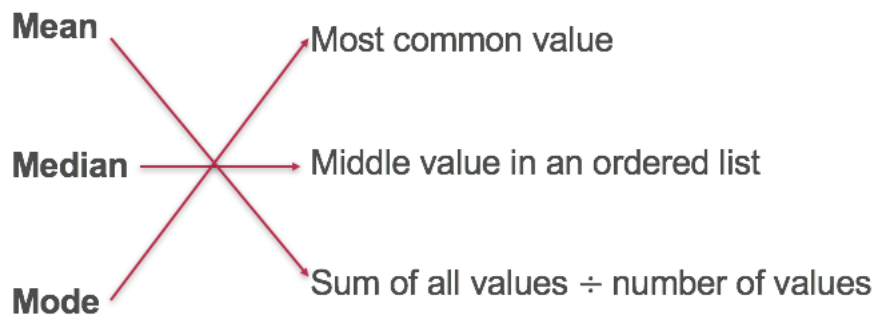 Mean
Most common value
Median
Middle value in an ordered list
Sum of all values ÷ number of values
Mode